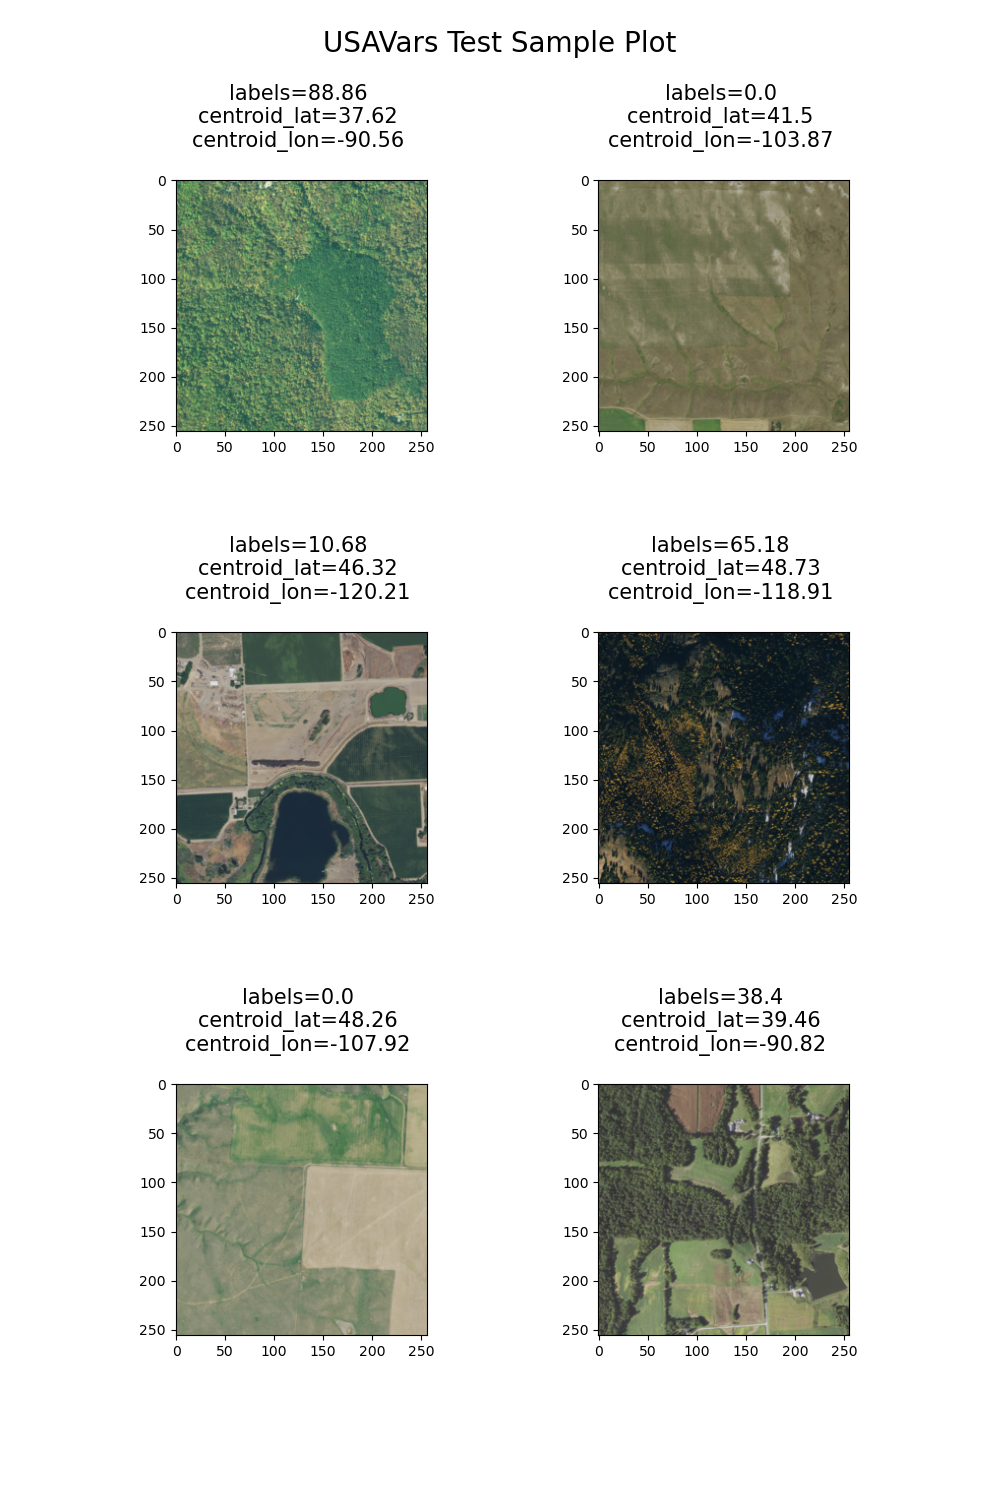 USAVars Test Sample Plot
labels=88.86
centroid_lat=37.62
centroid_lon=-90.56
0
50
100
150
200
250
0 50 100 150 200 250
labels=0.0
centroid_lat=41.5
centroid_lon=-103.87
0
50
100
150
200
250
0 50 100 150 200 250
labels=10.68
centroid_lat=46.32
centroid_lon=-120.21
0
50
100
150
200
250
0 50 100 150 200 250
labels=65.18
centroid_lat=48.73
centroid_lon=-118.91
0
50
100
150
200
250
0 50 100 150 200 250
labels=0.0
centroid_lat=48.26
centroid_lon=-107.92
0
50
100
150
200
250
0 50 100 150 200 250
labels=38.4
centroid_lat=39.46
centroid_lon=-90.82
0
50
100
150
200
250
0 50 100 150 200 250